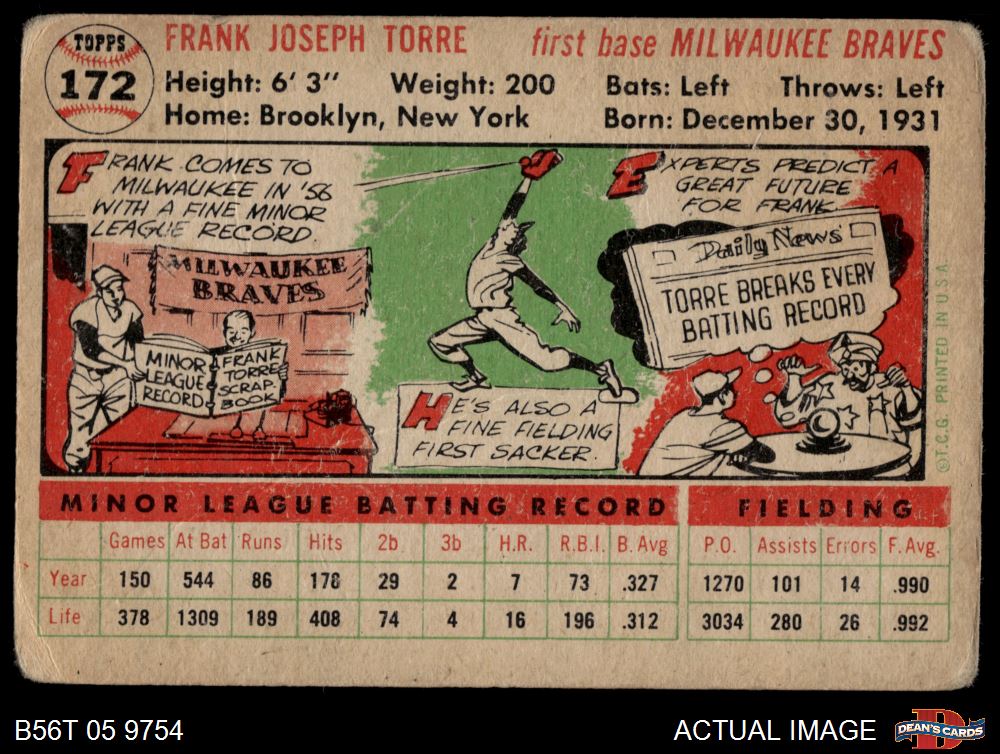 TOPPS
172
FRANK JOSEPH TORRE first base MILWAUKEE BRAVES
Height: 6' 3" Weight: 200 Bats: Left Throws: Left
Home: Brooklyn, New York Born: December 30, 1931
FRANK COMES TO
MILWAUKEE IN '56
WITH A FINE MINOR
LEAGUE RECORD.
MILWAUKEE
BRAVES
MINOR
LEAGUE
RECORD
FRANK
TORRE
SCRAP
BOOK
HE'S ALSO A
FINE FIELDING
FIRST SACKER.
EXPERTS PREDICT A
GREAT FUTURE
FOR FRANK.
Daily News
TORRE BREAKS EVERY
BATTING RECORD
©T.C.G. PRINTED IN U.S.A.
MINOR LEAGUE BATTING RECORD FIELDING
Games At Bat Runs Hits 2b 3b H.R. R.B.I. B. Avg P.O. Assists Errors F. Avg.
Year 150 544 86 178 29 2 7 73 .327 1270 101 14 .990
Life 378 1309 189 408 74 4 16 196 .312 3034 280 26 .992
B56T 05 9754 ACTUAL IMAGE DEAN'S CARDS